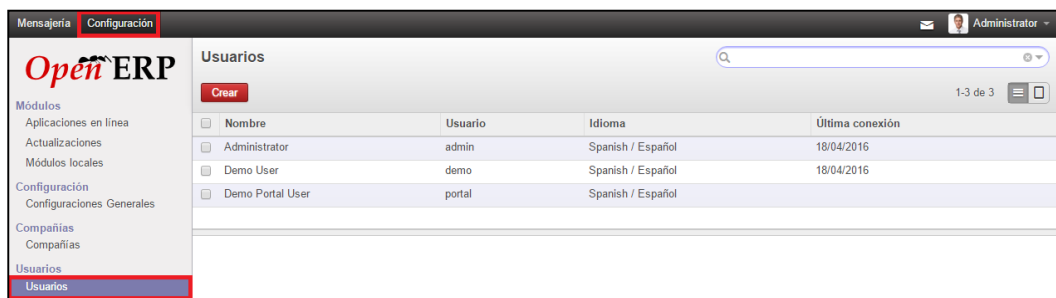 Mensajería Configuración Administrator
Open ERP
Módulos
Aplicaciones en línea
Actualizaciones
Módulos locales
Configuración
Configuraciones Generales
Compañías
Compañías
Usuarios
Usuarios
Usuarios
Crear
1-3 de 3
Nombre Usuario Idioma Última conexión
Administrator admin Spanish / Español 18/04/2016
Demo User demo Spanish / Español 18/04/2016
Demo Portal User portal Spanish / Español